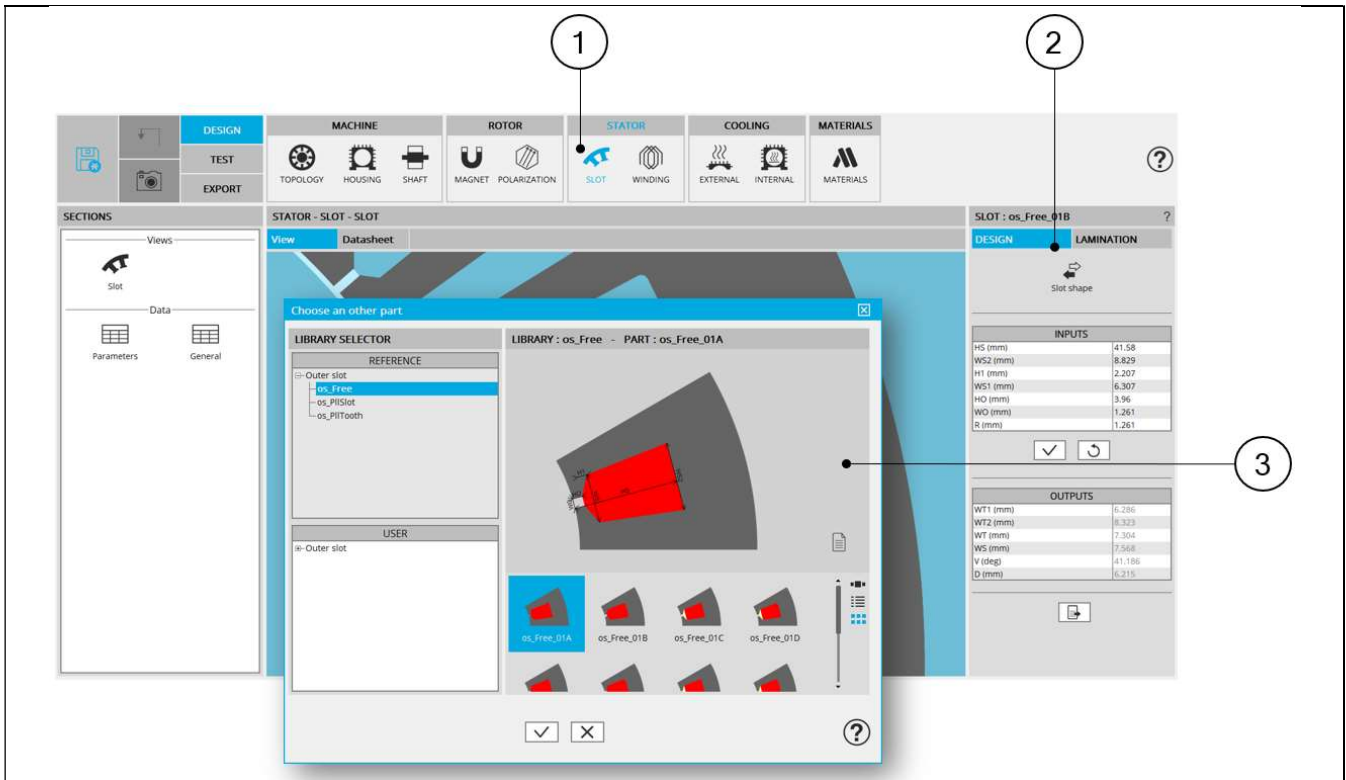 1
2
DESIGN
TEST
EXPORT
MACHINE
TOPOLOGY HOUSING SHAFT
ROTOR
MAGNET POLARIZATION
STATOR
SLOT WINDING
COOLING
EXTERNAL INTERNAL
MATERIALS
MATERIALS
?
SECTIONS
Views
Slot
Data
Parameters General
STATOR - SLOT - SLOT
View Datasheet
Choose an other part
LIBRARY SELECTOR
REFERENCE
Outer slot
os_Free
os_PllSlot
os_PllTooth
USER
Outer slot
LIBRARY : os_Free - PART : os_Free_01A
H1
WS2
os_Free_01A os_Free_01B os_Free_01C os_Free_01D
?
SLOT : os_Free_01B ?
DESIGN LAMINATION
Slot shape
INPUTS
HS (mm) 41.58
WS2 (mm) 8.829
H1 (mm) 2.207
WS1 (mm) 6.307
HO (mm) 3.96
WO (mm) 1.261
R (mm) 1.261
3
OUTPUTS
WT1 (mm) 6.286
WT2 (mm) 8.323
WT (mm) 7.304
WS (mm) 7.568
V (deg) 41.186
D (mm) 6.215